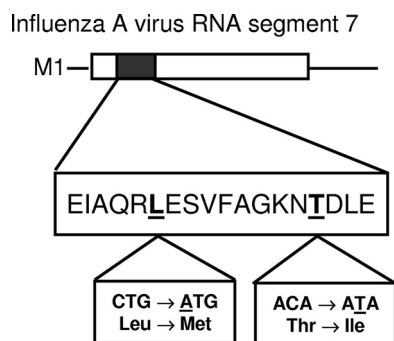 Influenza A virus RNA segment 7
M1
EIAQRLESVFAGKNTDLE
CTG → ATG
Leu → Met
ACA → ATA
Thr → Ile